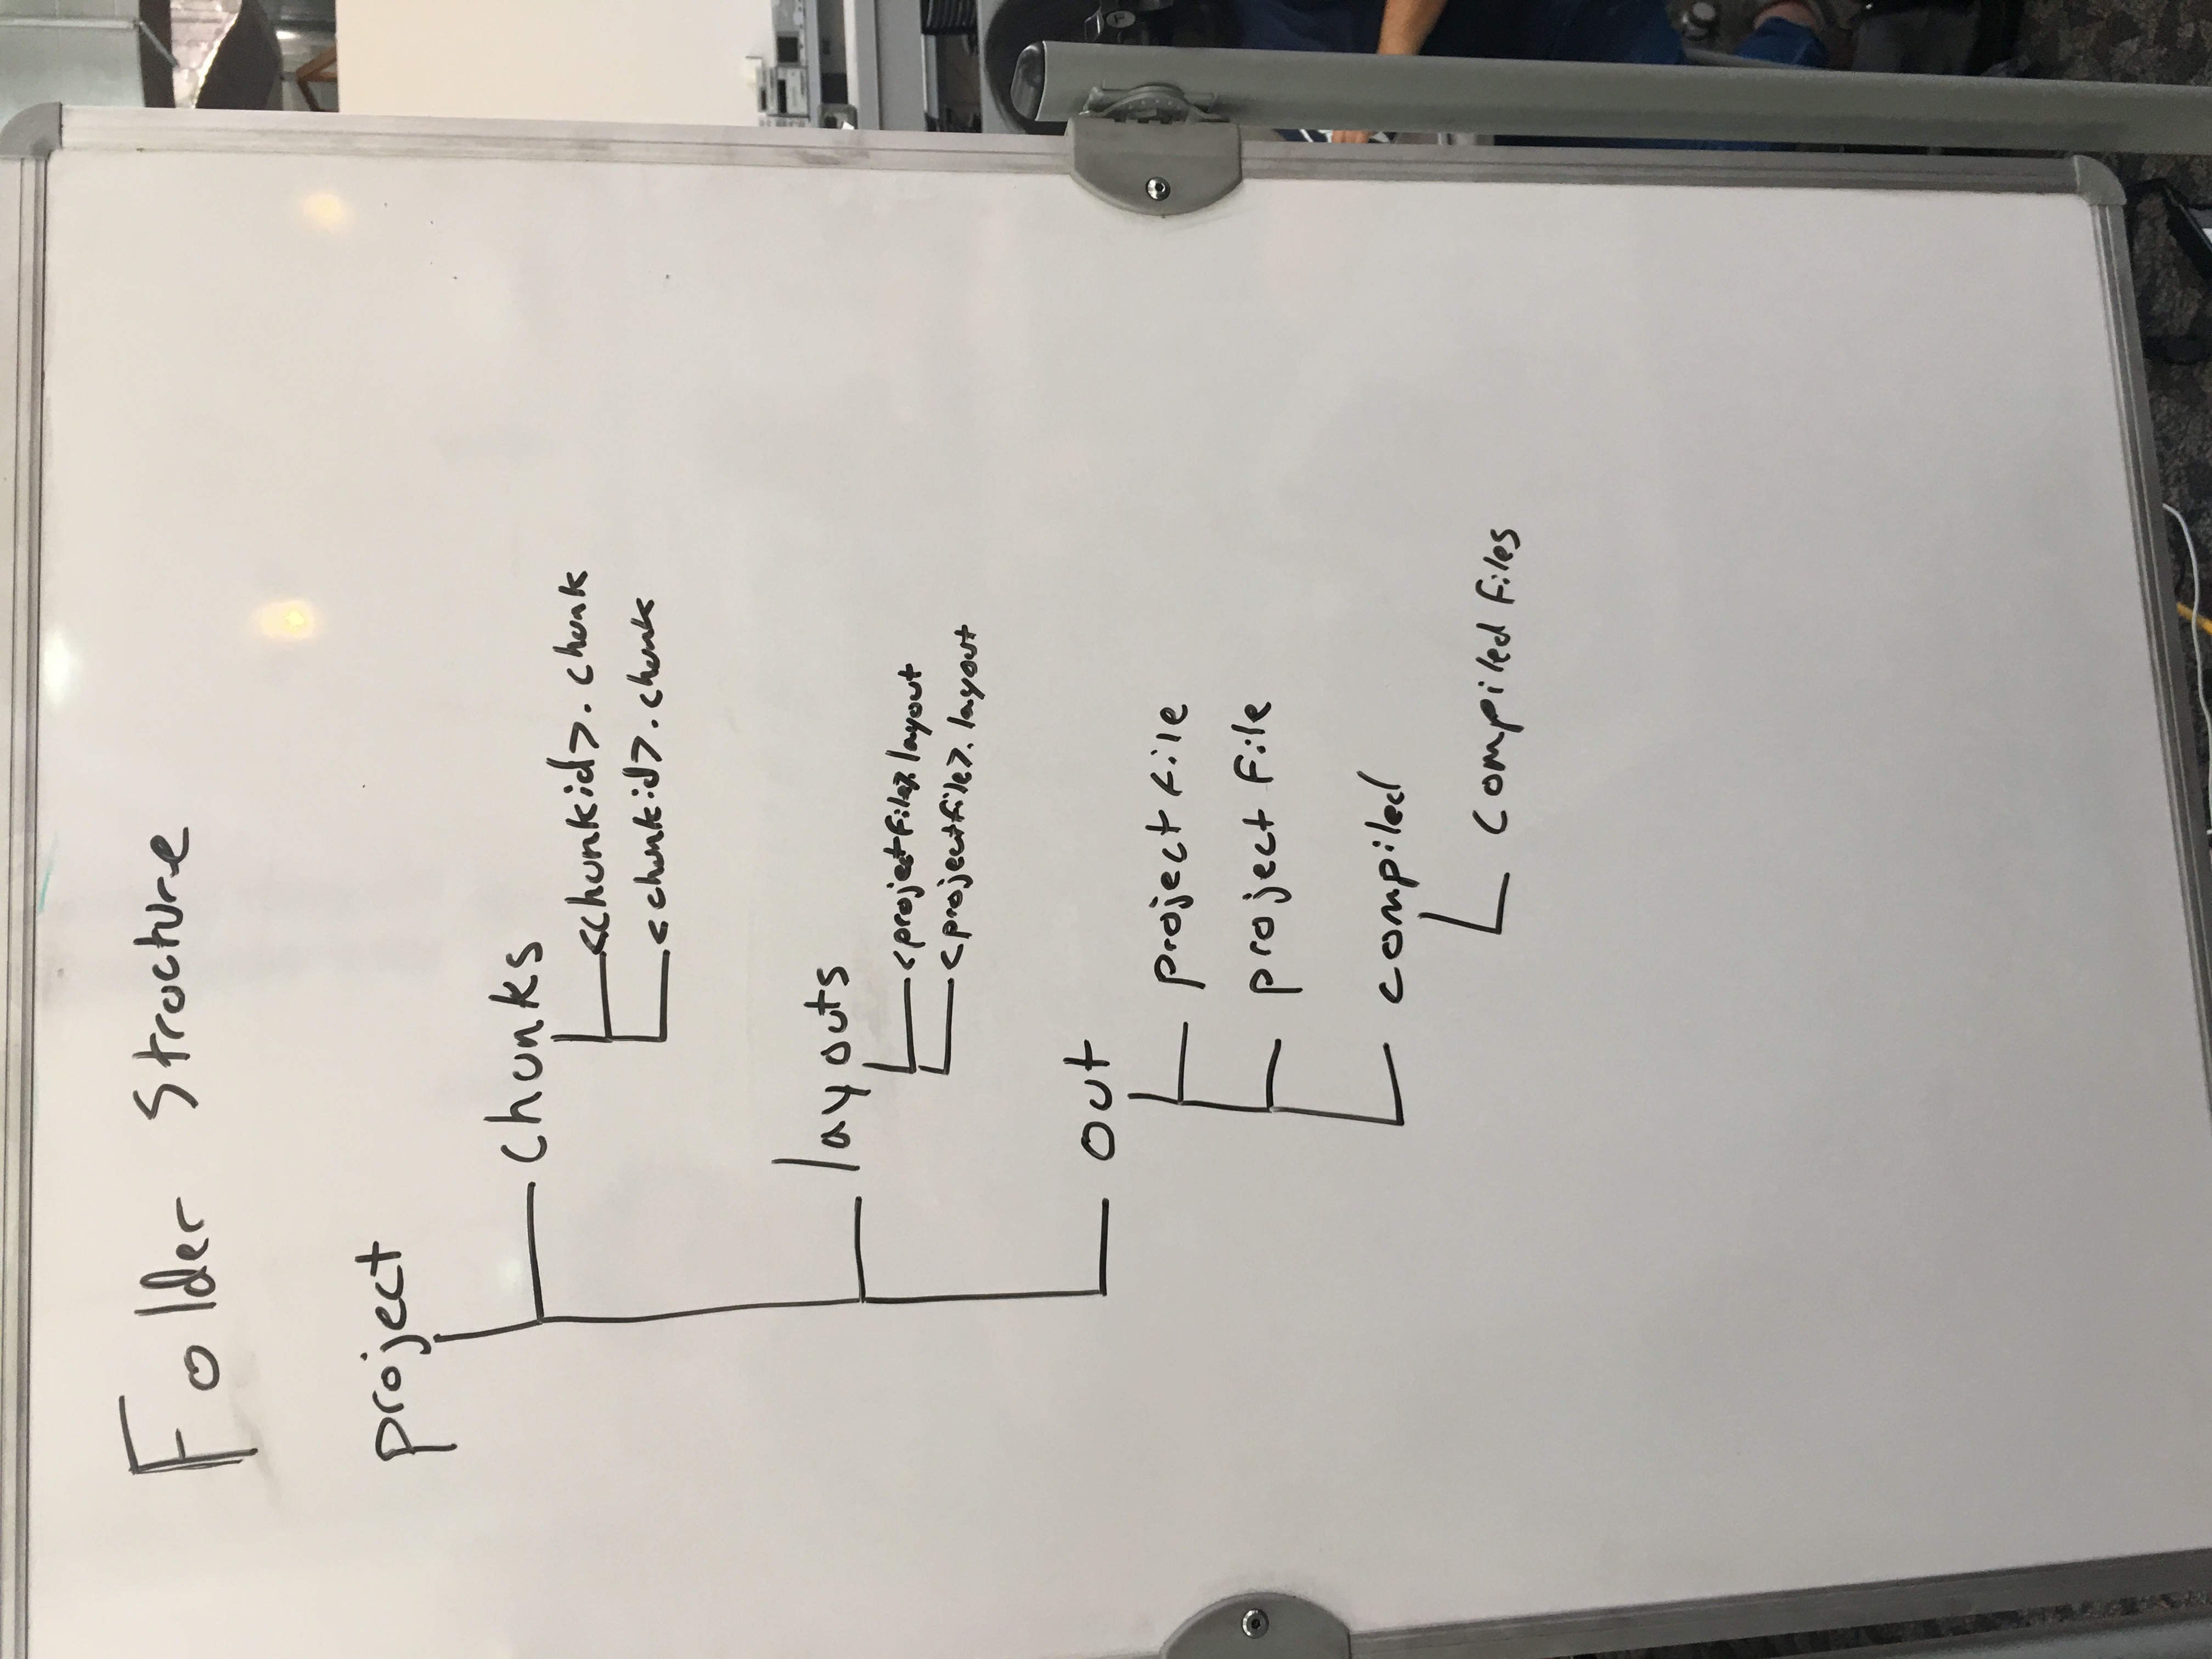 Folder Structure
project
chunks
<chunkid>.chunk
<chunkid>.chunk
layouts
<projectfile>.layout
<projectfile>.layout
out
project file
project file
compiled
compiled files